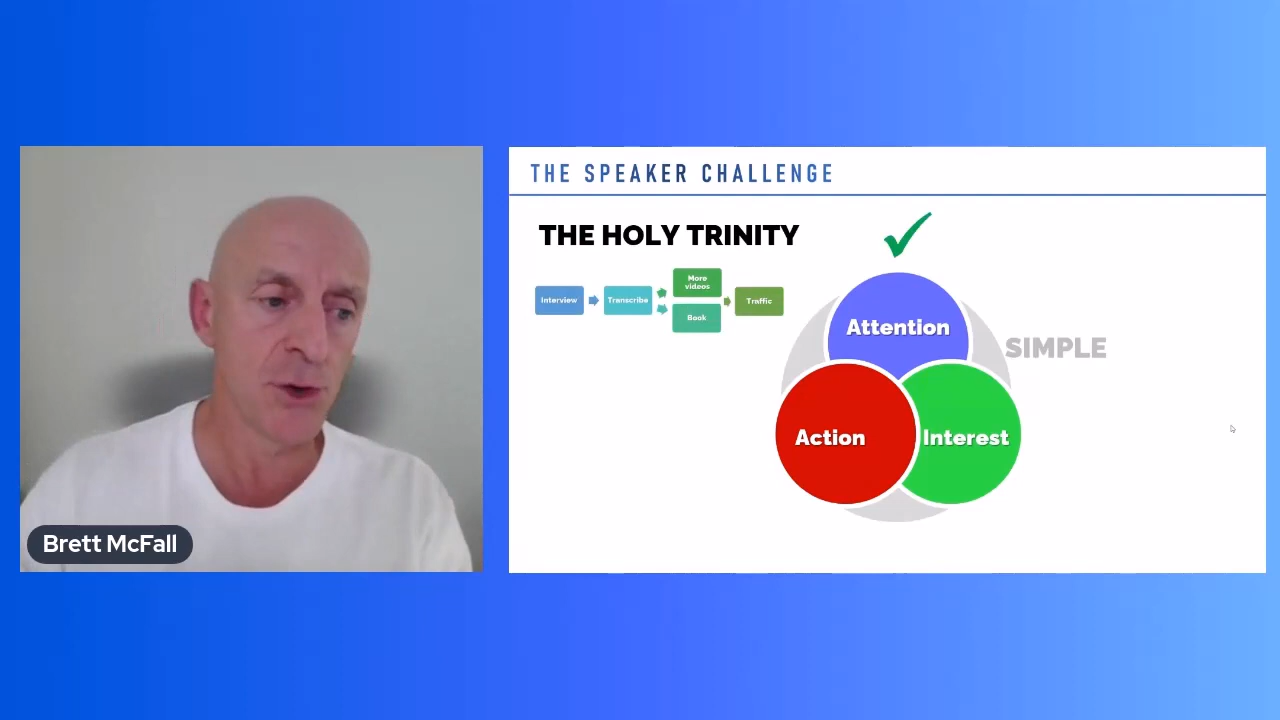 THE SPEAKER CHALLENGE
THE HOLY TRINITY
Interview
Transcribe
More
videos
Book
Traffic
Attention
SIMPLE
Action
Interest
Brett McFall